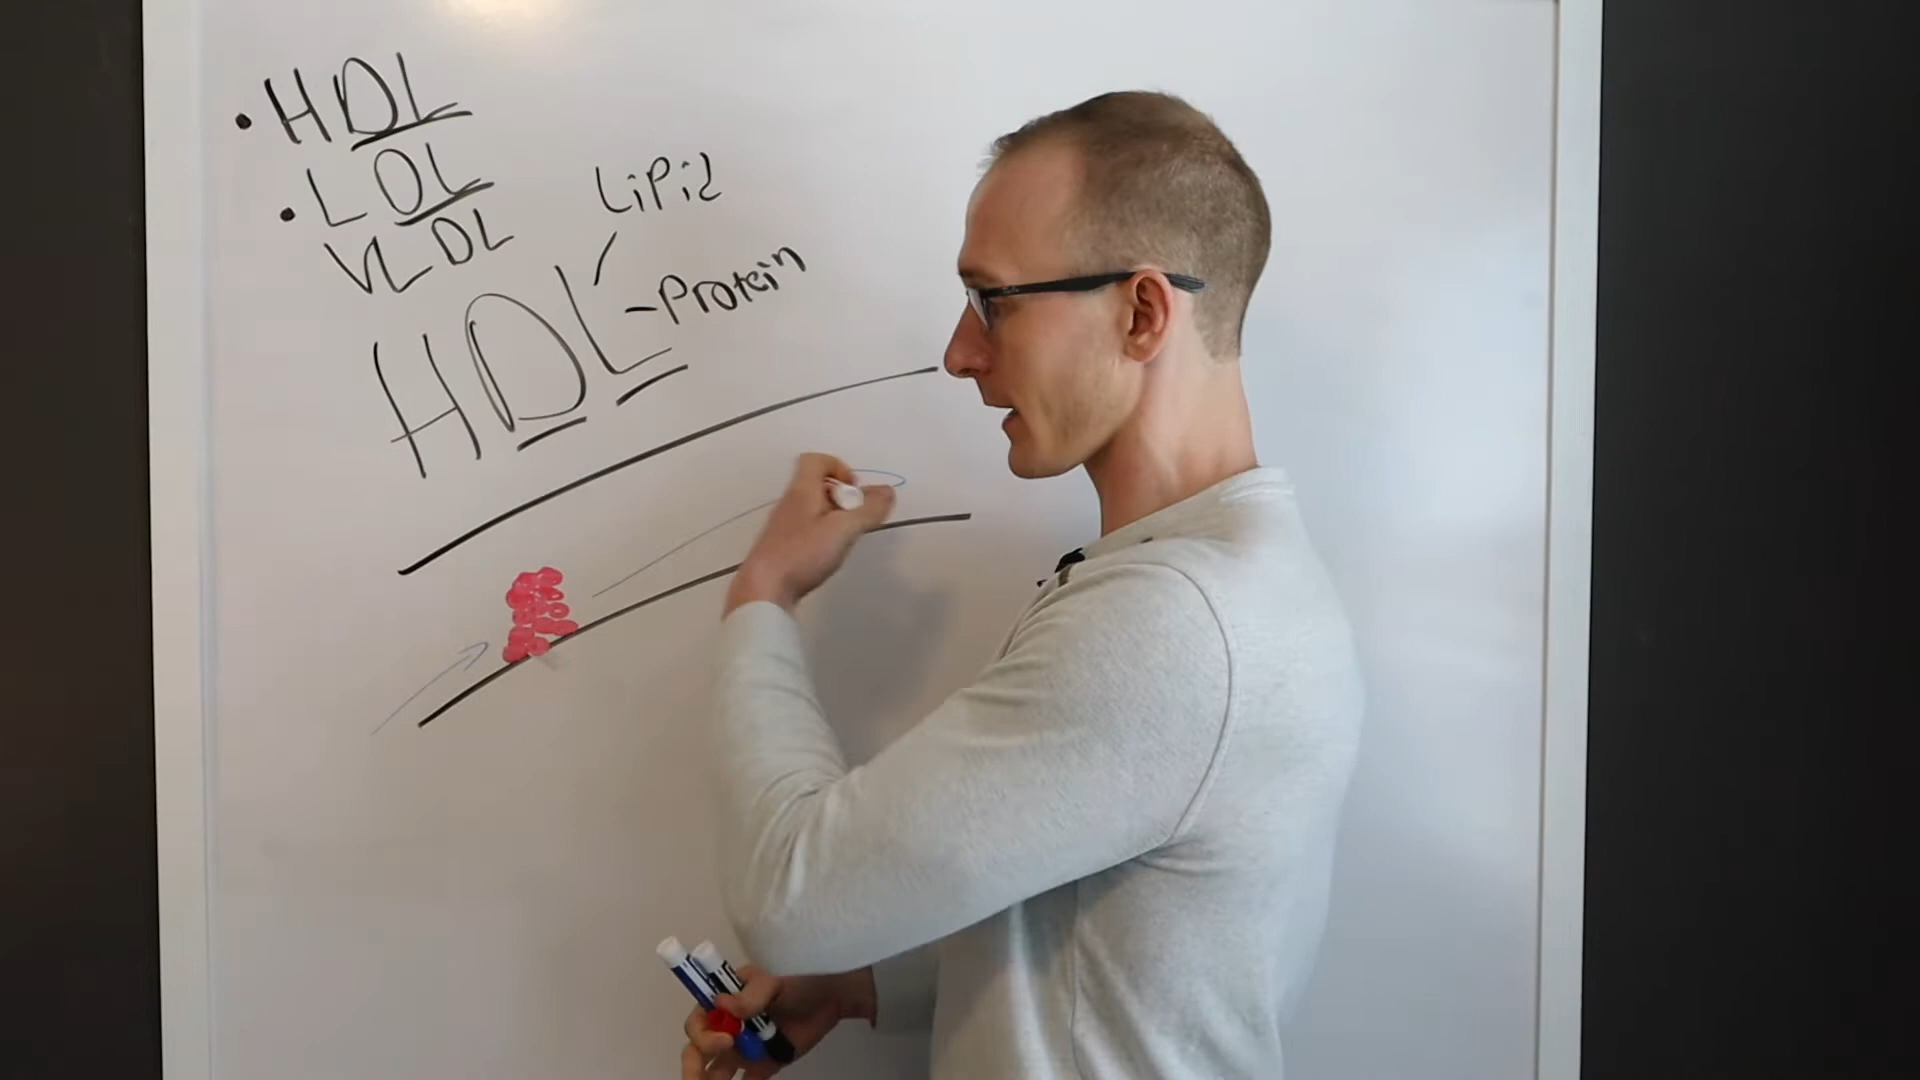 • HDL
• LDL
VLDL
Lipid
HDL
- Protein